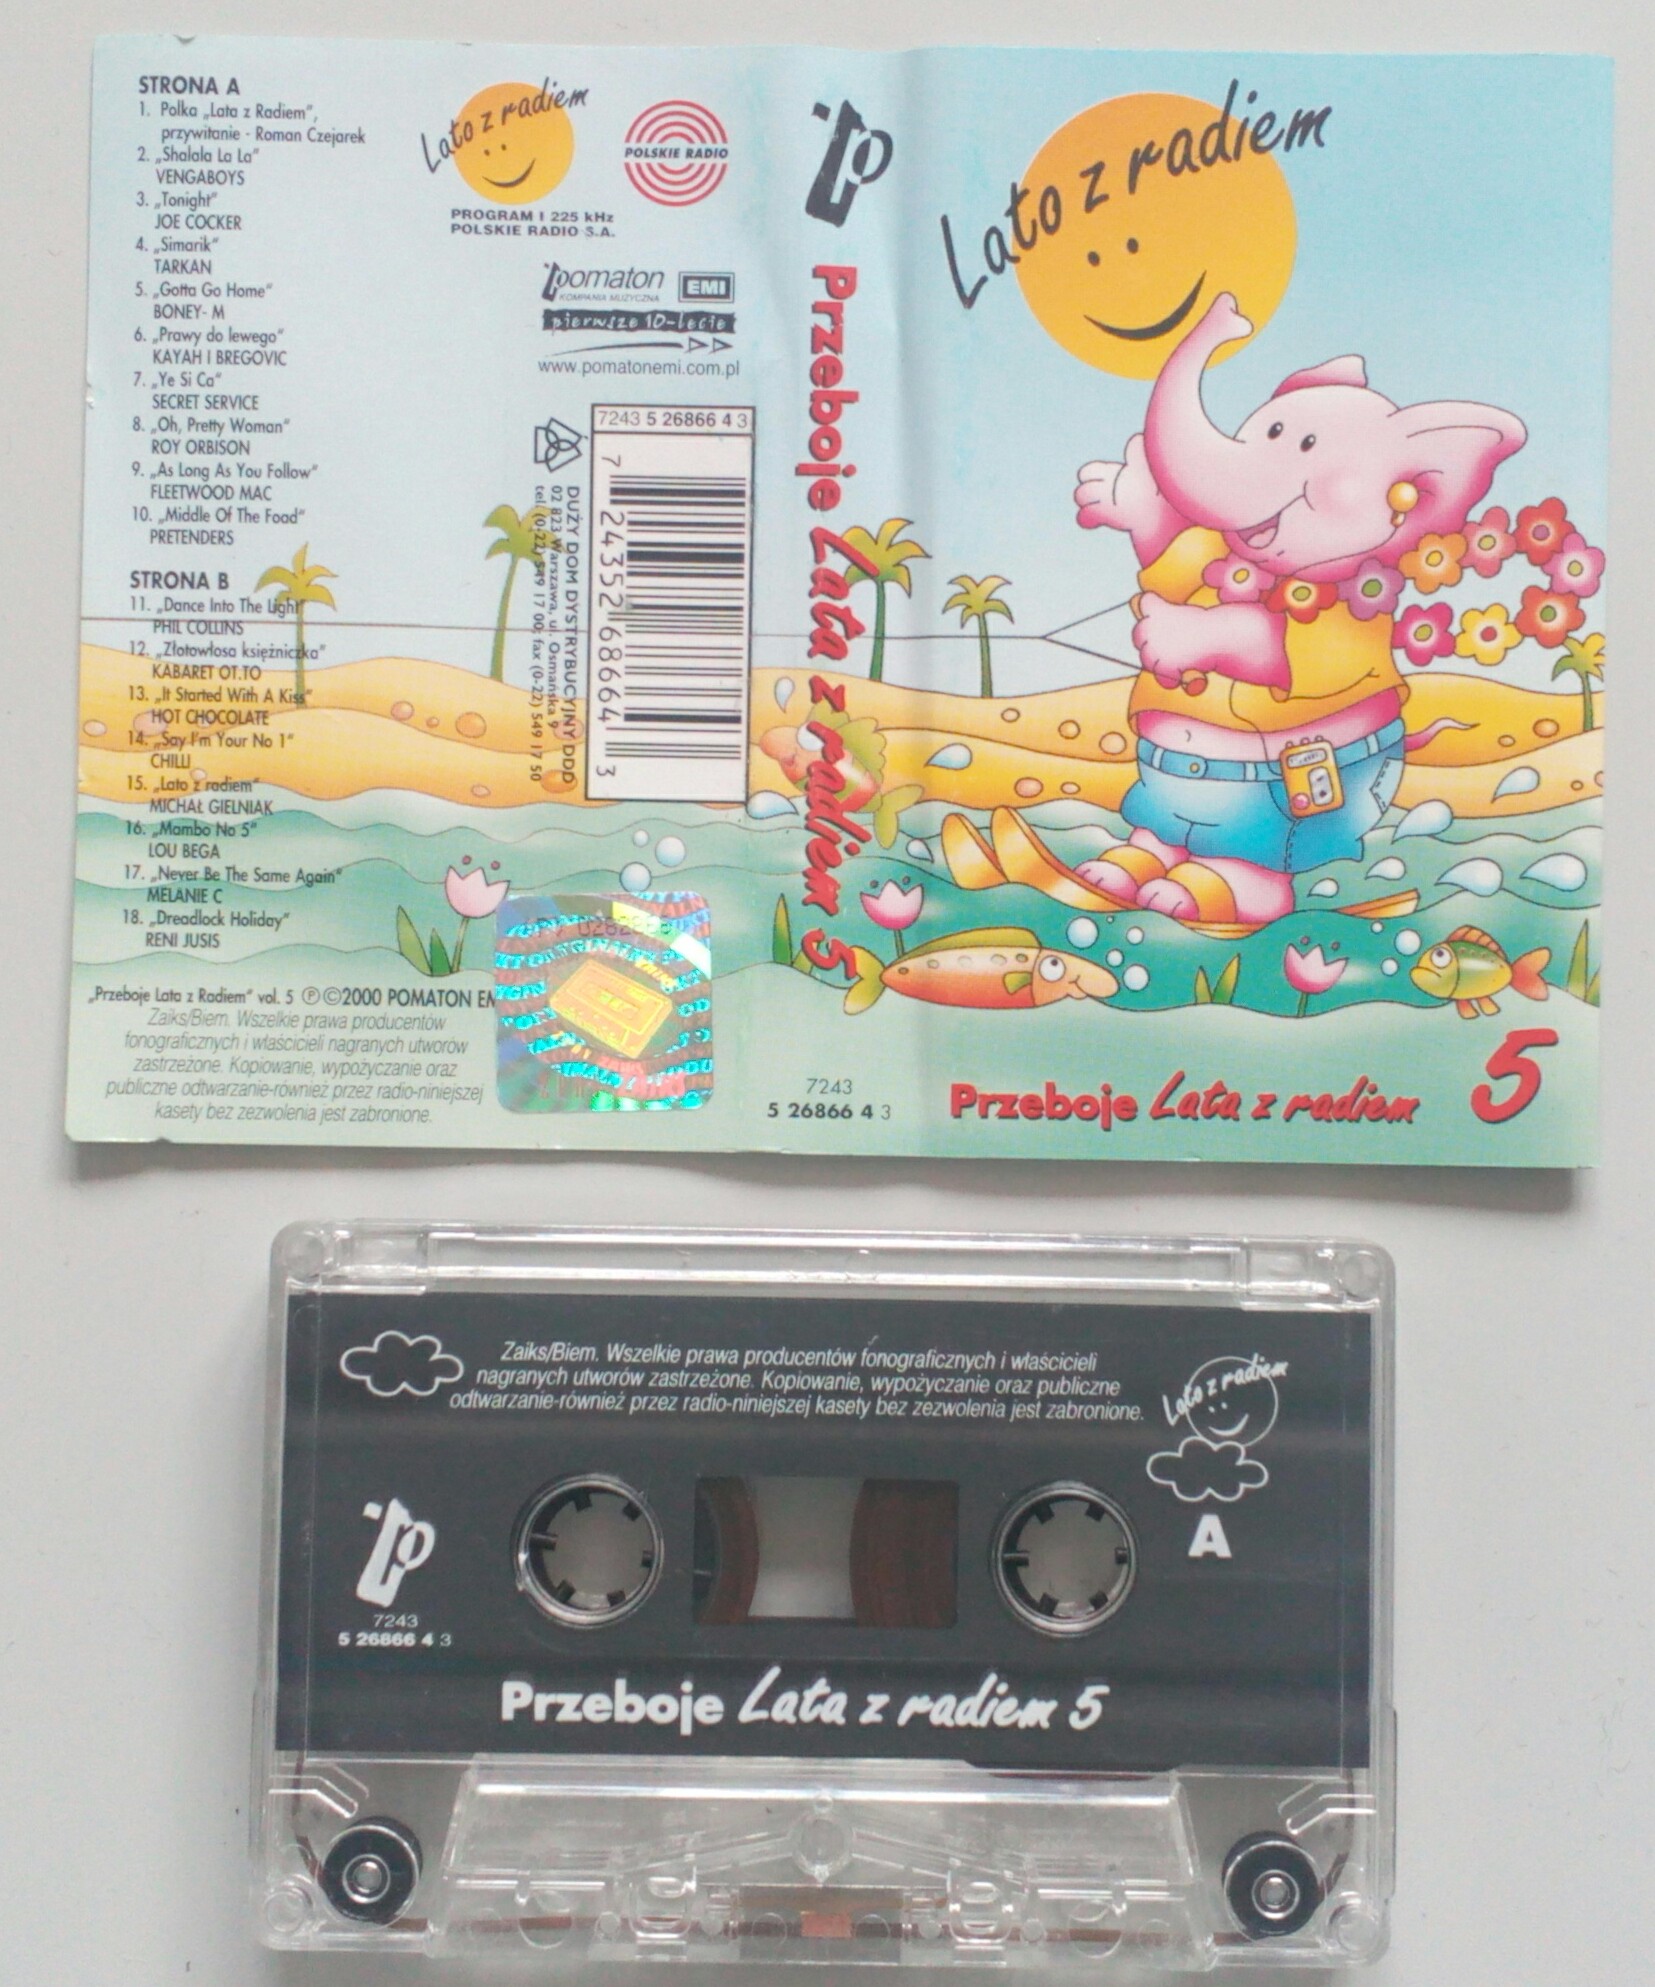 STRONA A
1. Polka „Lata z Radiem”,
przywitanie - Roman Czejarek
2. „Shalala La La”
VENGABOYS
3. „Tonight”
JOE COCKER
4. „Simarik”
TARKAN
5. „Gotta Go Home”
BONEY- M
6. „Prawy do lewego”
KAYAH I BREGOVIC
7. „Ye Si Ca”
SECRET SERVICE
8. „Oh, Pretty Woman”
ROY ORBISON
9. „As Long As You Follow”
FLEETWOOD MAC
10. „Middle Of The Foad”
PRETENDERS
STRONA B
11. „Dance Into The Light”
PHIL COLLINS
12. „Złotowłosa księżniczka”
KABARET OT.TO
13. „It Started With A Kiss”
HOT CHOCOLATE
14. „Say I'm Your No 1”
CHILLI
15. „Lato z radiem”
MICHAŁ GIELNIAK
16. „Mambo No 5”
LOU BEGA
17. „Never Be The Same Again”
MELANIE C
18. „Dreadlock Holiday”
RENI JUSIS
„Przeboje Lata z Radiem” vol. 5 ℗©2000 POMATON EM
Zaiks/Biem. Wszelkie prawa producentów
fonograficznych i właścicieli nagranych utworów
zastrzeżone. Kopiowanie, wypożyczanie oraz
publiczne odtwarzanie-również przez radio-niniejszej
kasety bez zezwolenia jest zabronione.
Lato z radiem
POLSKIE RADIO
PROGRAM I 225 kHz
POLSKIE RADIO S.A.
pomaton
KOMPANIA MUZYCZNA
EMI
pierwsze 10-lecie
www.pomatonemi.com.pl
7243 5 26866 4 3
7 24352 68664 3
DUŻY DOM DYSTRYBUCYJNY DDD
02 823 Warszawa, ul. Osmańska 9
tel. (0-22) 549 17 00, fax (0-22) 549 17 50
Przeboje Lata z radiem 5
7243
5 26866 4 3
Lato z radiem
Przeboje Lata z radiem 5
Zaiks/Biem. Wszelkie prawa producentów fonograficznych i właścicieli
nagranych utworów zastrzeżone. Kopiowanie, wypożyczanie oraz publiczne
odtwarzanie-również przez radio-niniejszej kasety bez zezwolenia jest zabronione.
Lato z radiem
A
7243
5 26866 4 3
Przeboje Lata z radiem 5